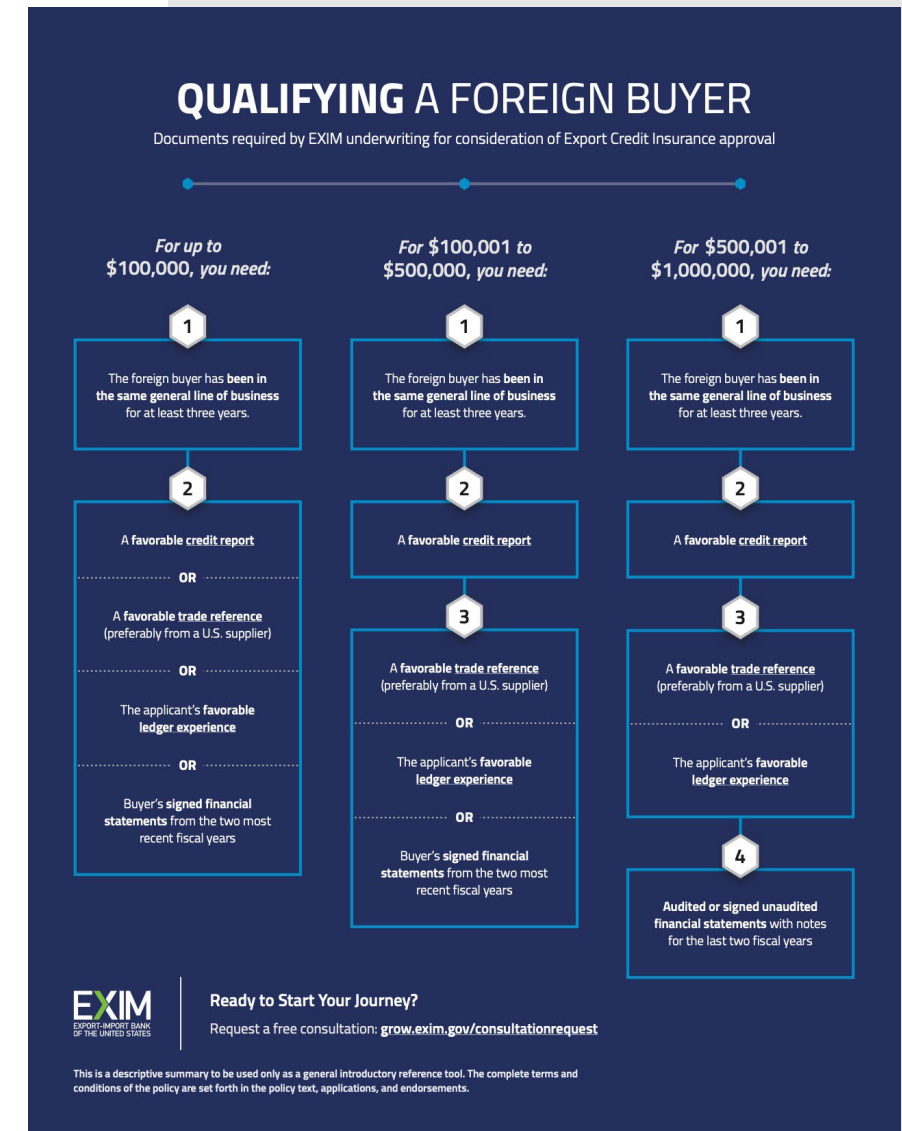 QUALIFYING A FOREIGN BUYER
Documents required by EXIM underwriting for consideration of Export Credit Insurance approval
For up to
$100,000, you need:
1
The foreign buyer has been in
the same general line of business
for at least three years.
2
A favorable credit report
OR
A favorable trade reference
(preferably from a U.S. supplier)
OR
The applicant's favorable
ledger experience
OR
Buyer's signed financial
statements from the two most
recent fiscal years
For $100,001 to
$500,000, you need:
1
The foreign buyer has been in
the same general line of business
for at least three years.
2
A favorable credit report
3
A favorable trade reference
(preferably from a U.S. supplier)
OR
The applicant's favorable
ledger experience
OR
Buyer's signed financial
statements from the two most
recent fiscal years
For $500,001 to
$1,000,000, you need:
1
The foreign buyer has been in
the same general line of business
for at least three years.
2
A favorable credit report
3
A favorable trade reference
(preferably from a U.S. supplier)
OR
The applicant's favorable
ledger experience
4
Audited or signed unaudited
financial statements with notes
for the last two fiscal years
EXIM
EXPORT-IMPORT BANK
OF THE UNITED STATES
Ready to Start Your Journey?
Request a free consultation: grow.exim.gov/consultationrequest
This is a descriptive summary to be used only as a general introductory reference tool. The complete terms and
conditions of the policy are set forth in the policy text, applications, and endorsements.